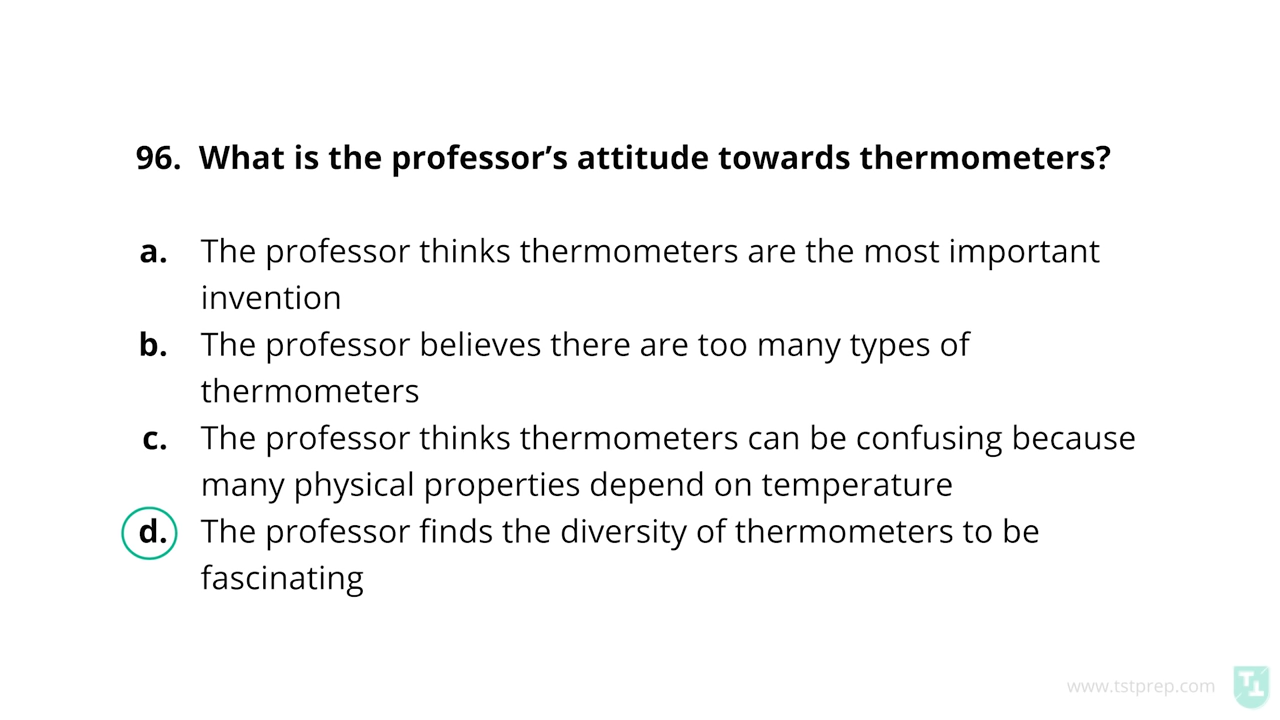 96. What is the professor’s attitude towards thermometers?
a. The professor thinks thermometers are the most important
invention
b. The professor believes there are too many types of
thermometers
c. The professor thinks thermometers can be confusing because
many physical properties depend on temperature
d. The professor finds the diversity of thermometers to be
fascinating
www.tstprep.com